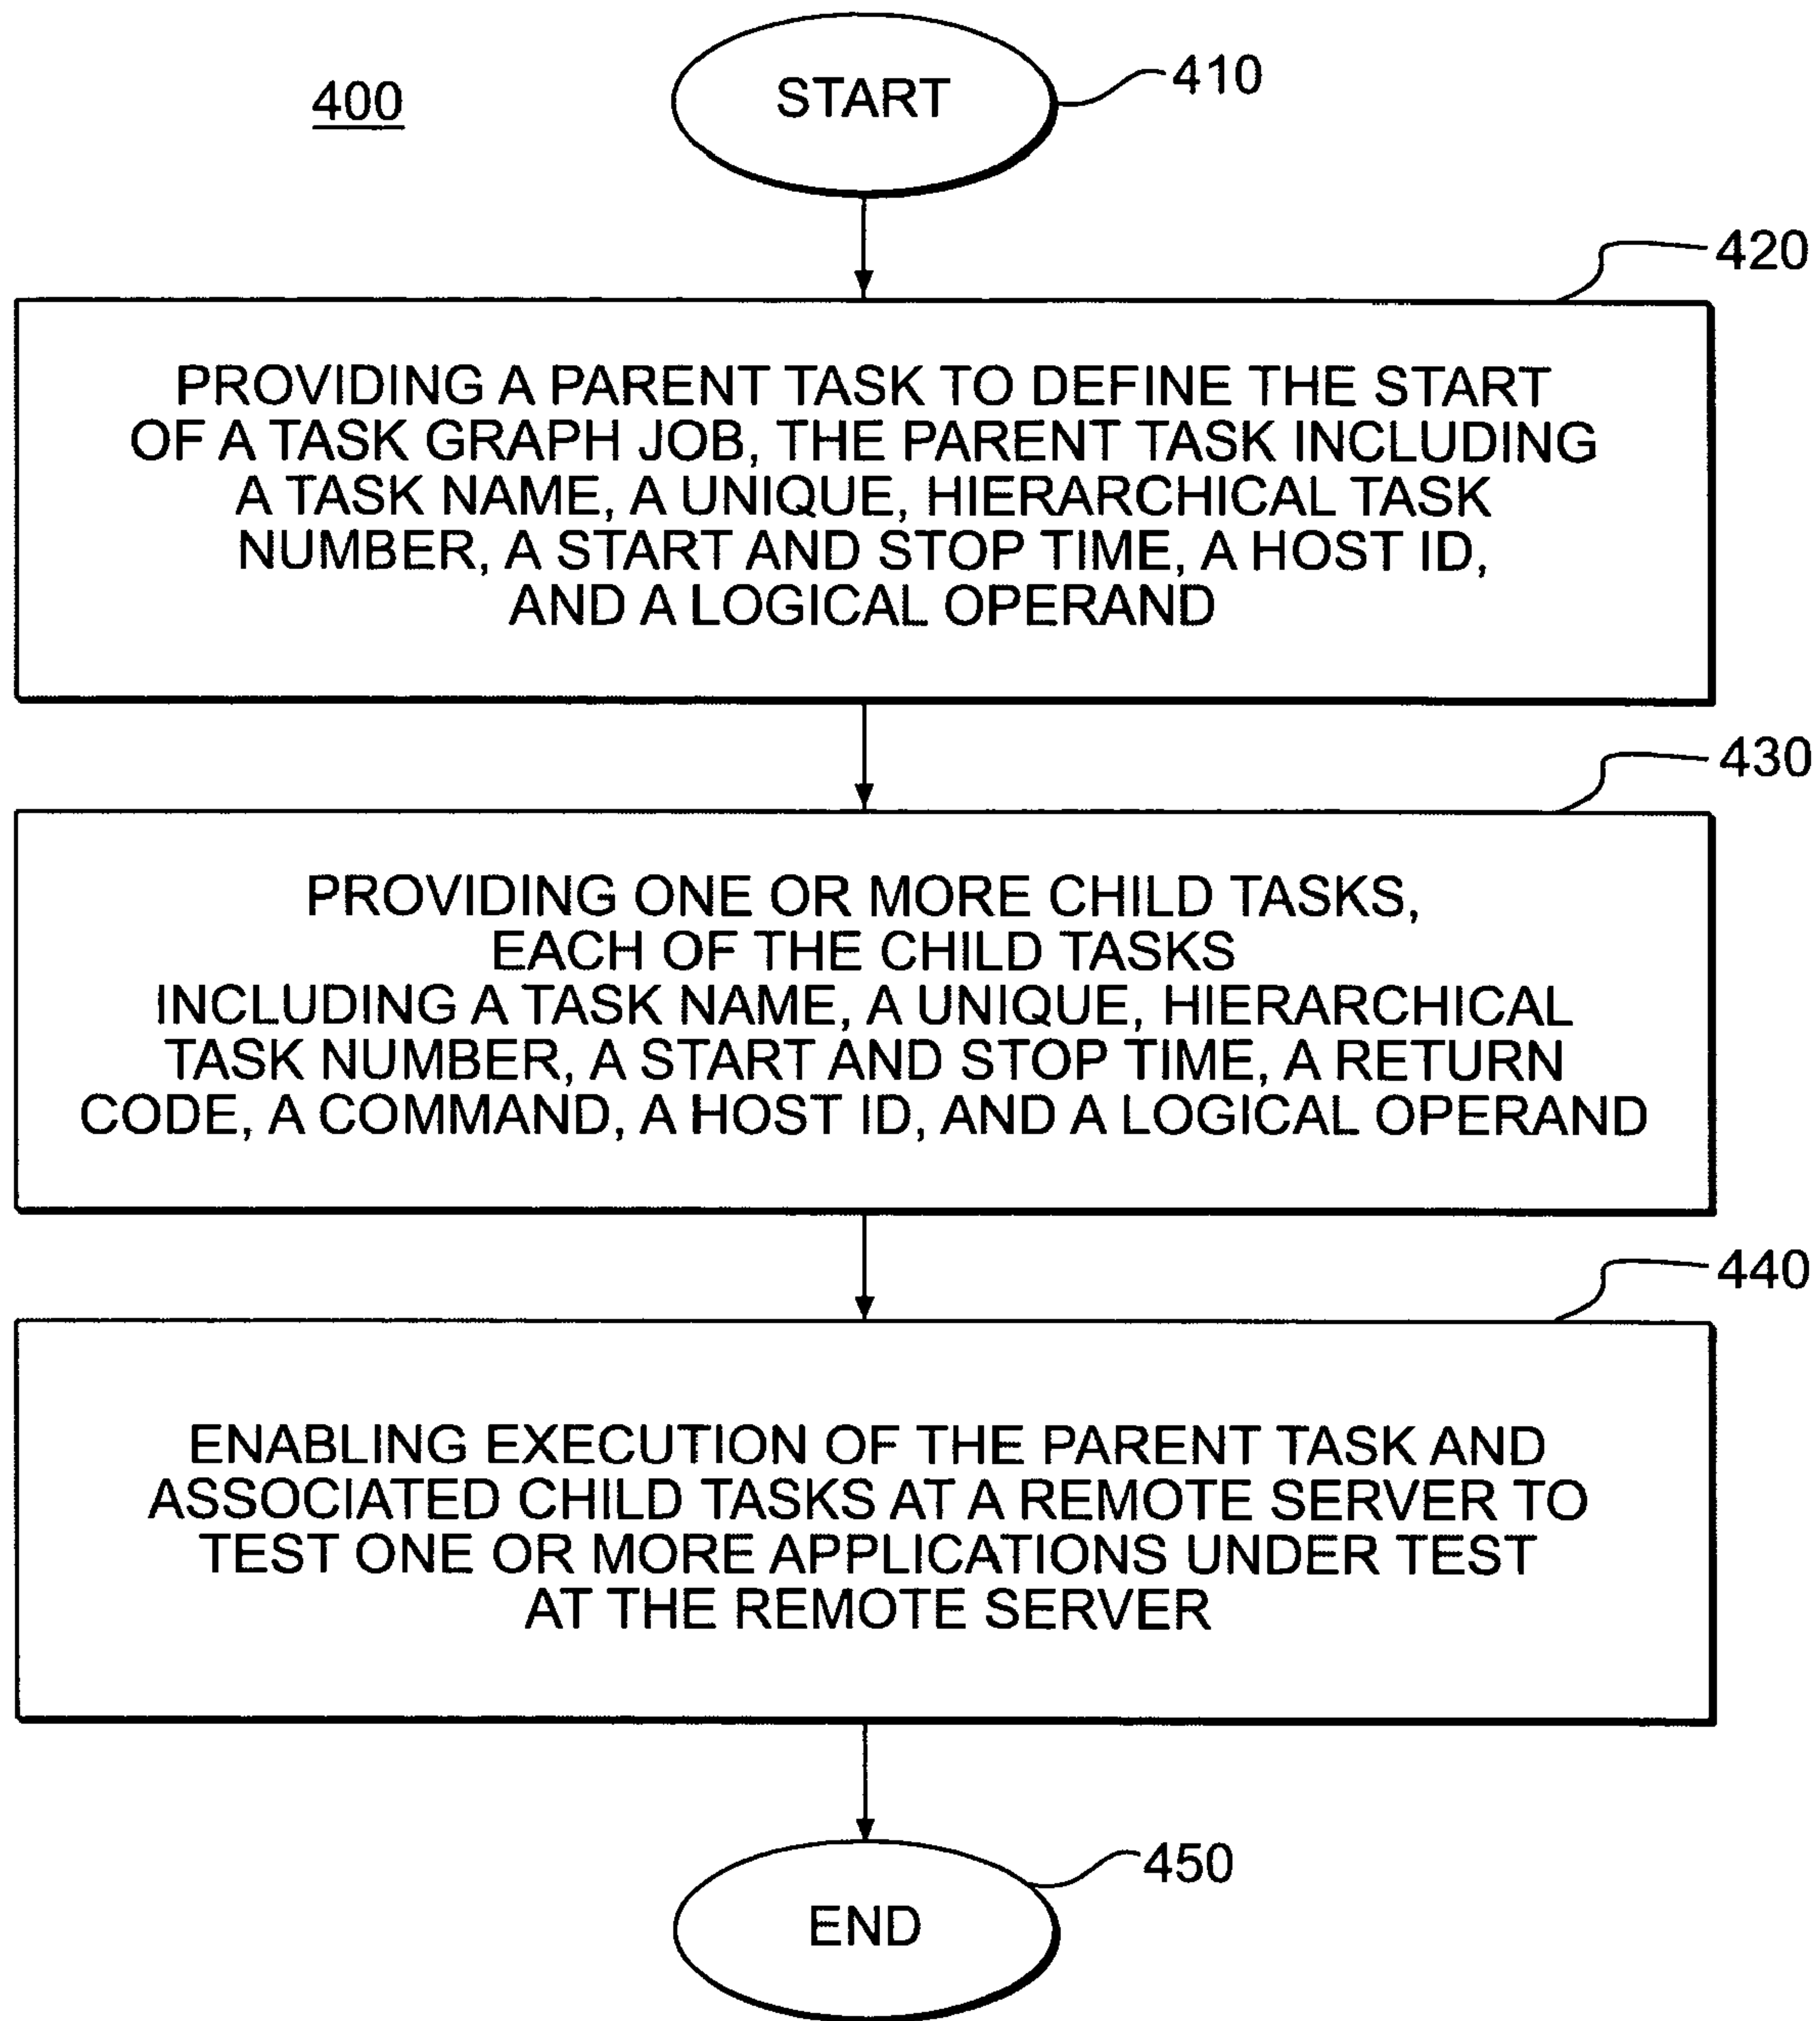 400
START
410
420
PROVIDING A PARENT TASK TO DEFINE THE START
OF A TASK GRAPH JOB, THE PARENT TASK INCLUDING
A TASK NAME, A UNIQUE, HIERARCHICAL TASK
NUMBER, A START AND STOP TIME, A HOST ID,
AND A LOGICAL OPERAND
430
PROVIDING ONE OR MORE CHILD TASKS,
EACH OF THE CHILD TASKS
INCLUDING A TASK NAME, A UNIQUE, HIERARCHICAL
TASK NUMBER, A START AND STOP TIME, A RETURN
CODE, A COMMAND, A HOST ID, AND A LOGICAL OPERAND
440
ENABLING EXECUTION OF THE PARENT TASK AND
ASSOCIATED CHILD TASKS AT A REMOTE SERVER TO
TEST ONE OR MORE APPLICATIONS UNDER TEST
AT THE REMOTE SERVER
450
END